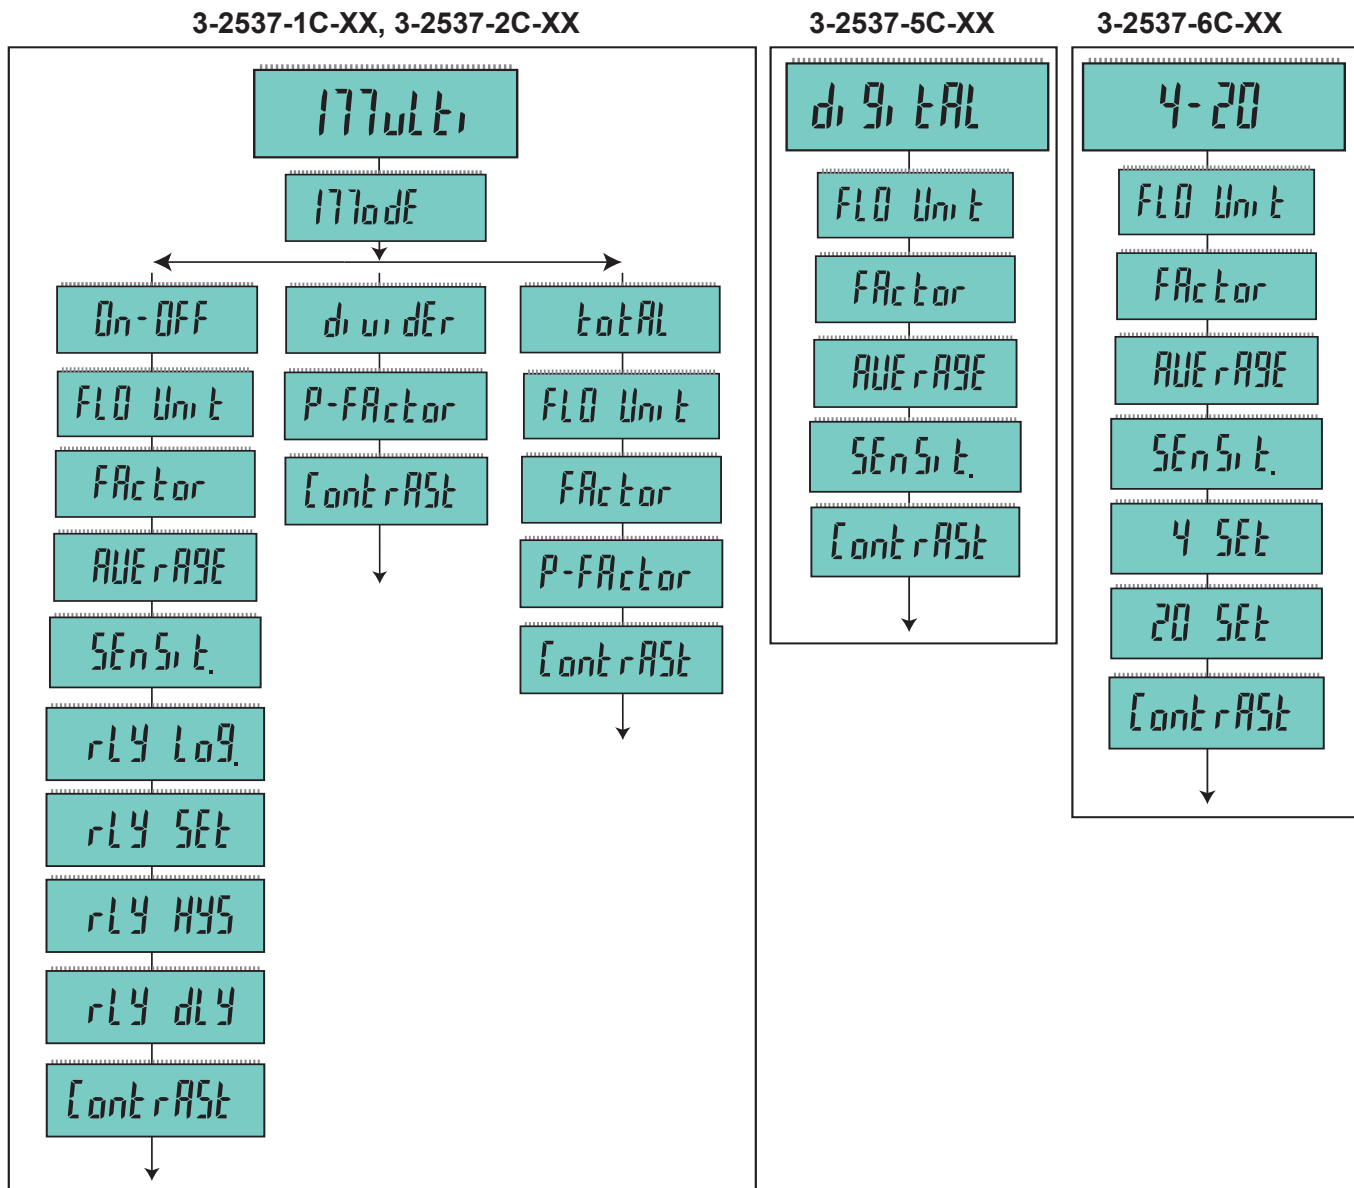 3-2537-1C-XX, 3-2537-2C-XX
Multi
ModE
On-OFF
FLO Unit
FActor
AVErAgE
SEnSit.
rLY Log.
rLY SEt
rLY HYS
rLY dLY
ContrASt
dividEr
P-FActor
ContrASt
totAL
FLO Unit
FActor
P-FActor
ContrASt
3-2537-5C-XX
digitAL
FLO Unit
FActor
AVErAgE
SEnSit.
ContrASt
3-2537-6C-XX
4-20
FLO Unit
FActor
AVErAgE
SEnSit.
4 SEt
20 SEt
ContrASt